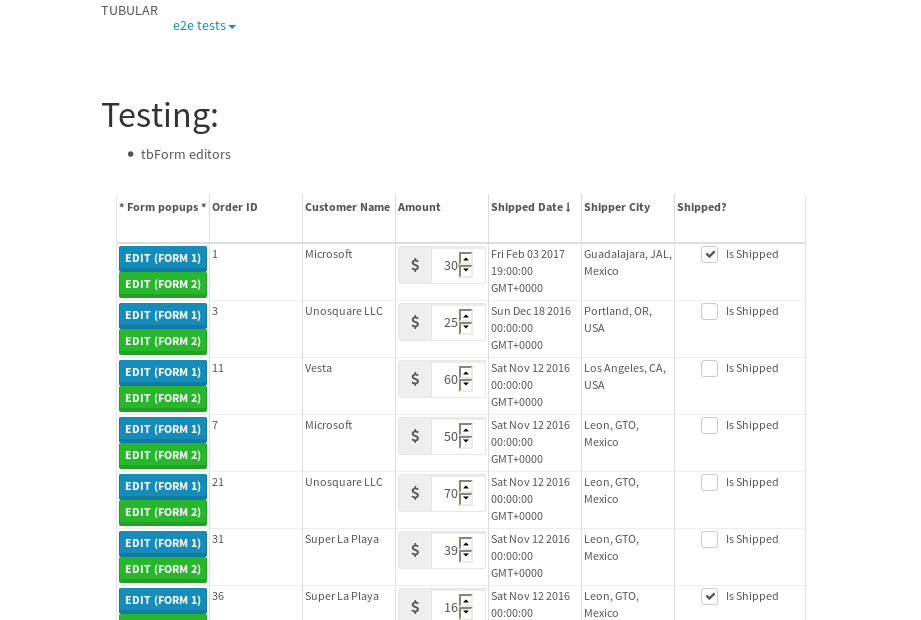 TUBULAR
e2e tests
Testing:
tbForm editors
* Form popups * Order ID Customer Name Amount Shipped Date ↓ Shipper City Shipped?
EDIT (FORM 1) 1 Microsoft $ 30 Fri Feb 03 2017 Guadalajara, JAL, Is Shipped
EDIT (FORM 2) 19:00:00 Mexico
GMT+0000
EDIT (FORM 1) 3 Unosquare LLC $ 25 Sun Dec 18 2016 Portland, OR, Is Shipped
EDIT (FORM 2) 00:00:00 USA
GMT+0000
EDIT (FORM 1) 11 Vesta $ 60 Sat Nov 12 2016 Los Angeles, CA, Is Shipped
EDIT (FORM 2) 00:00:00 USA
GMT+0000
EDIT (FORM 1) 7 Microsoft $ 50 Sat Nov 12 2016 Leon, GTO, Is Shipped
EDIT (FORM 2) 00:00:00 Mexico
GMT+0000
EDIT (FORM 1) 21 Unosquare LLC $ 70 Sat Nov 12 2016 Leon, GTO, Is Shipped
EDIT (FORM 2) 00:00:00 Mexico
GMT+0000
EDIT (FORM 1) 31 Super La Playa $ 39 Sat Nov 12 2016 Leon, GTO, Is Shipped
EDIT (FORM 2) 00:00:00 Mexico
GMT+0000
EDIT (FORM 1) 36 Super La Playa $ 16 Sat Nov 12 2016 Leon, GTO, Is Shipped
00:00:00 Mexico